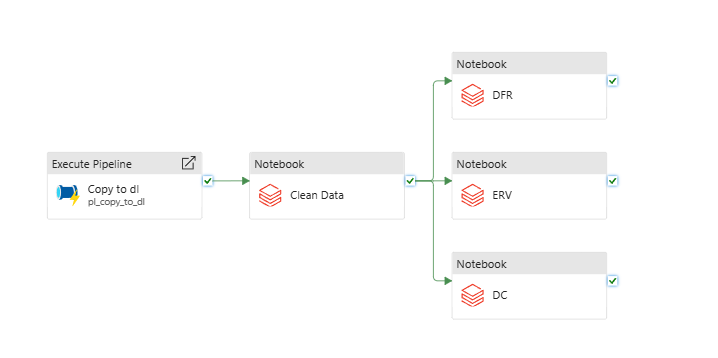 Execute Pipeline
Copy to dl
pl_copy_to_dl
Notebook
Clean Data
Notebook
DFR
Notebook
ERV
Notebook
DC